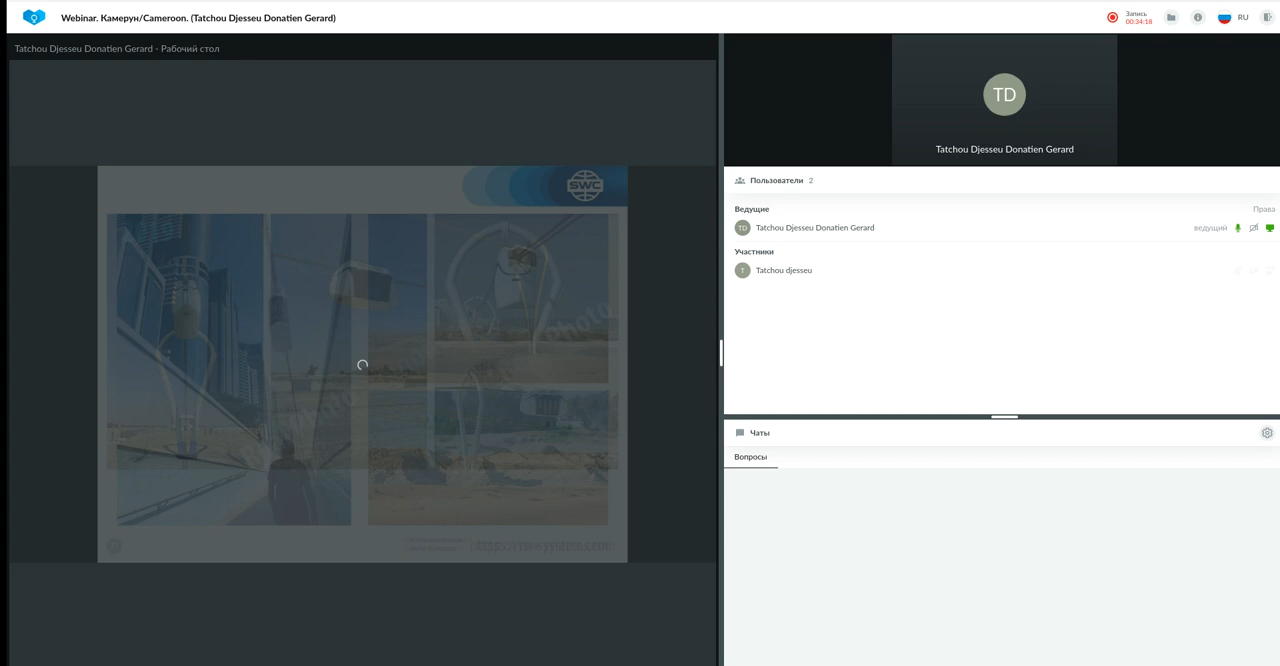 Webinar. Камерун/Cameroon. (Tatchou Djesseu Donatien Gerard)
Запись
00:34:18
RU
Tatchou Djesseu Donatien Gerard - Рабочий стол
SWC
TD
Tatchou Djesseu Donatien Gerard
Пользователи 2
Ведущие Права
TD Tatchou Djesseu Donatien Gerard ведущий
Участники
T Tatchou djesseu
Чаты
Вопросы